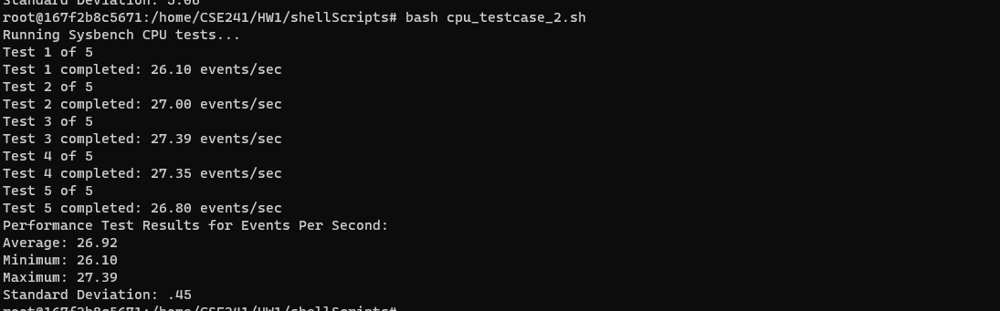 Standard Deviation: 5.08
root@167f2b8c5671:/home/CSE241/HW1/shellScripts# bash cpu_testcase_2.sh
Running Sysbench CPU tests...
Test 1 of 5
Test 1 completed: 26.10 events/sec
Test 2 of 5
Test 2 completed: 27.00 events/sec
Test 3 of 5
Test 3 completed: 27.39 events/sec
Test 4 of 5
Test 4 completed: 27.35 events/sec
Test 5 of 5
Test 5 completed: 26.80 events/sec
Performance Test Results for Events Per Second:
Average: 26.92
Minimum: 26.10
Maximum: 27.39
Standard Deviation: .45
root@167f2b8c5671:/home/CSE241/HW1/shellScripts#